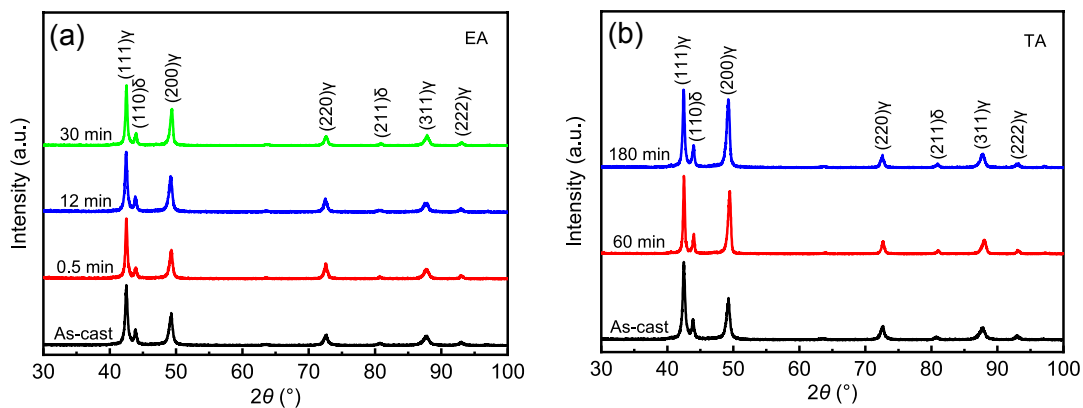 (a)
EA
(111)γ
(110)δ
(200)γ
(220)γ
(211)δ
(311)γ
(222)γ
30 min
12 min
0.5 min
As-cast
Intensity (a.u.)
30 40 50 60 70 80 90 100
2θ (°)
(b)
TA
(111)γ
(110)δ
(200)γ
(220)γ
(211)δ
(311)γ
(222)γ
180 min
60 min
As-cast
Intensity (a.u.)
30 40 50 60 70 80 90 100
2θ (°)